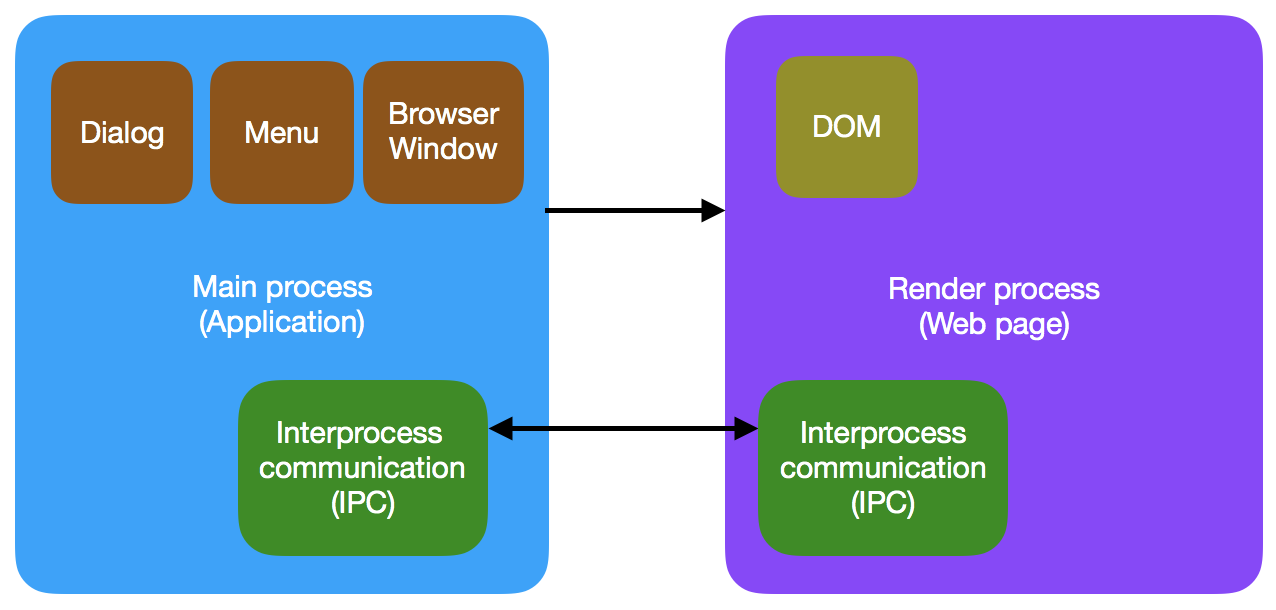 Dialog
Menu
Browser
Window
DOM
Main process
(Application)
Render process
(Web page)
Interprocess
communication
(IPC)
Interprocess
communication
(IPC)